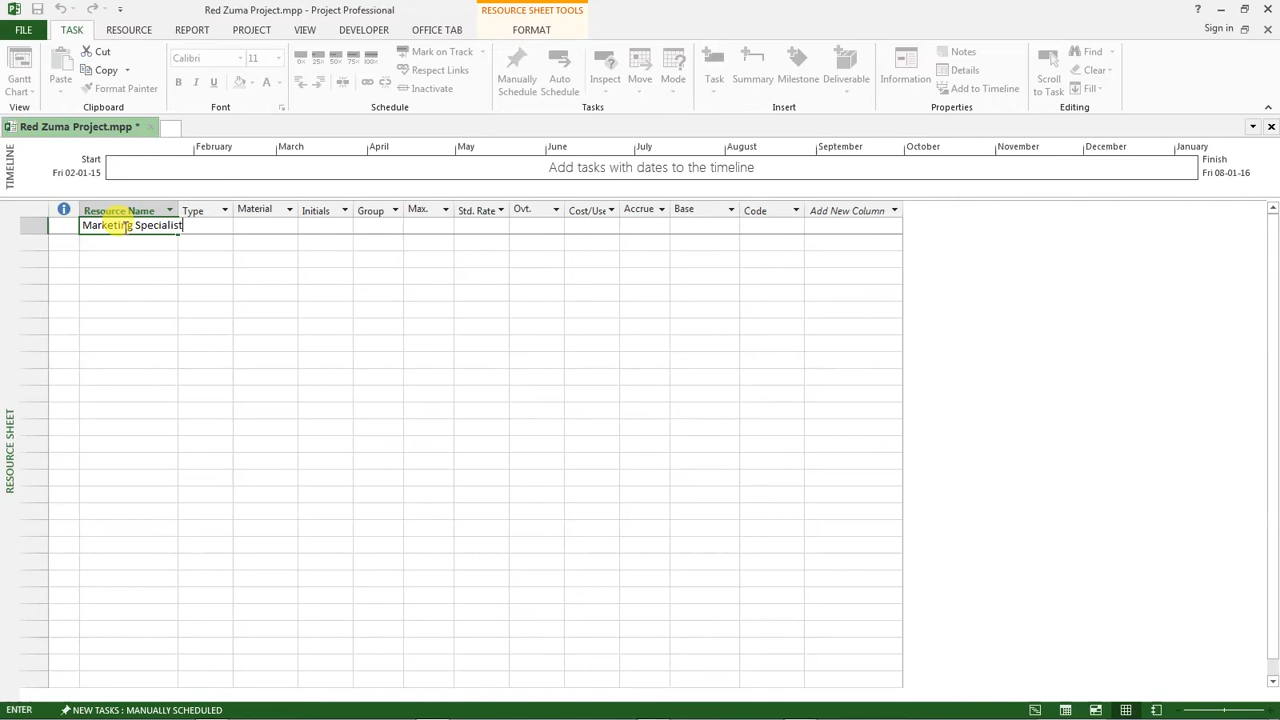 Red Zuma Project.mpp - Project Professional
RESOURCE SHEET TOOLS
FILE TASK RESOURCE REPORT PROJECT VIEW DEVELOPER OFFICE TAB FORMAT Sign in
Gantt Chart
View
Paste
Cut
Copy
Format Painter
Clipboard
Calibri 11
B I U A
Font
0% 25% 50% 75% 100%
Mark on Track
Respect Links
Inactivate
Schedule
Manually Schedule
Auto Schedule
Inspect
Move
Mode
Tasks
Task
Summary
Milestone
Deliverable
Insert
Information
Notes
Details
Add to Timeline
Properties
Scroll to Task
Find
Clear
Fill
Editing
Red Zuma Project.mpp *
TIMELINE
February March April May June July August September October November December January
Start
Fri 02-01-15
Add tasks with dates to the timeline
Finish
Fri 08-01-16
Resource Name Type Material Initials Group Max. Std. Rate Ovt. Cost/Use Accrue Base Code Add New Column
Marketing Specialist
RESOURCE SHEET
ENTER NEW TASKS : MANUALLY SCHEDULED